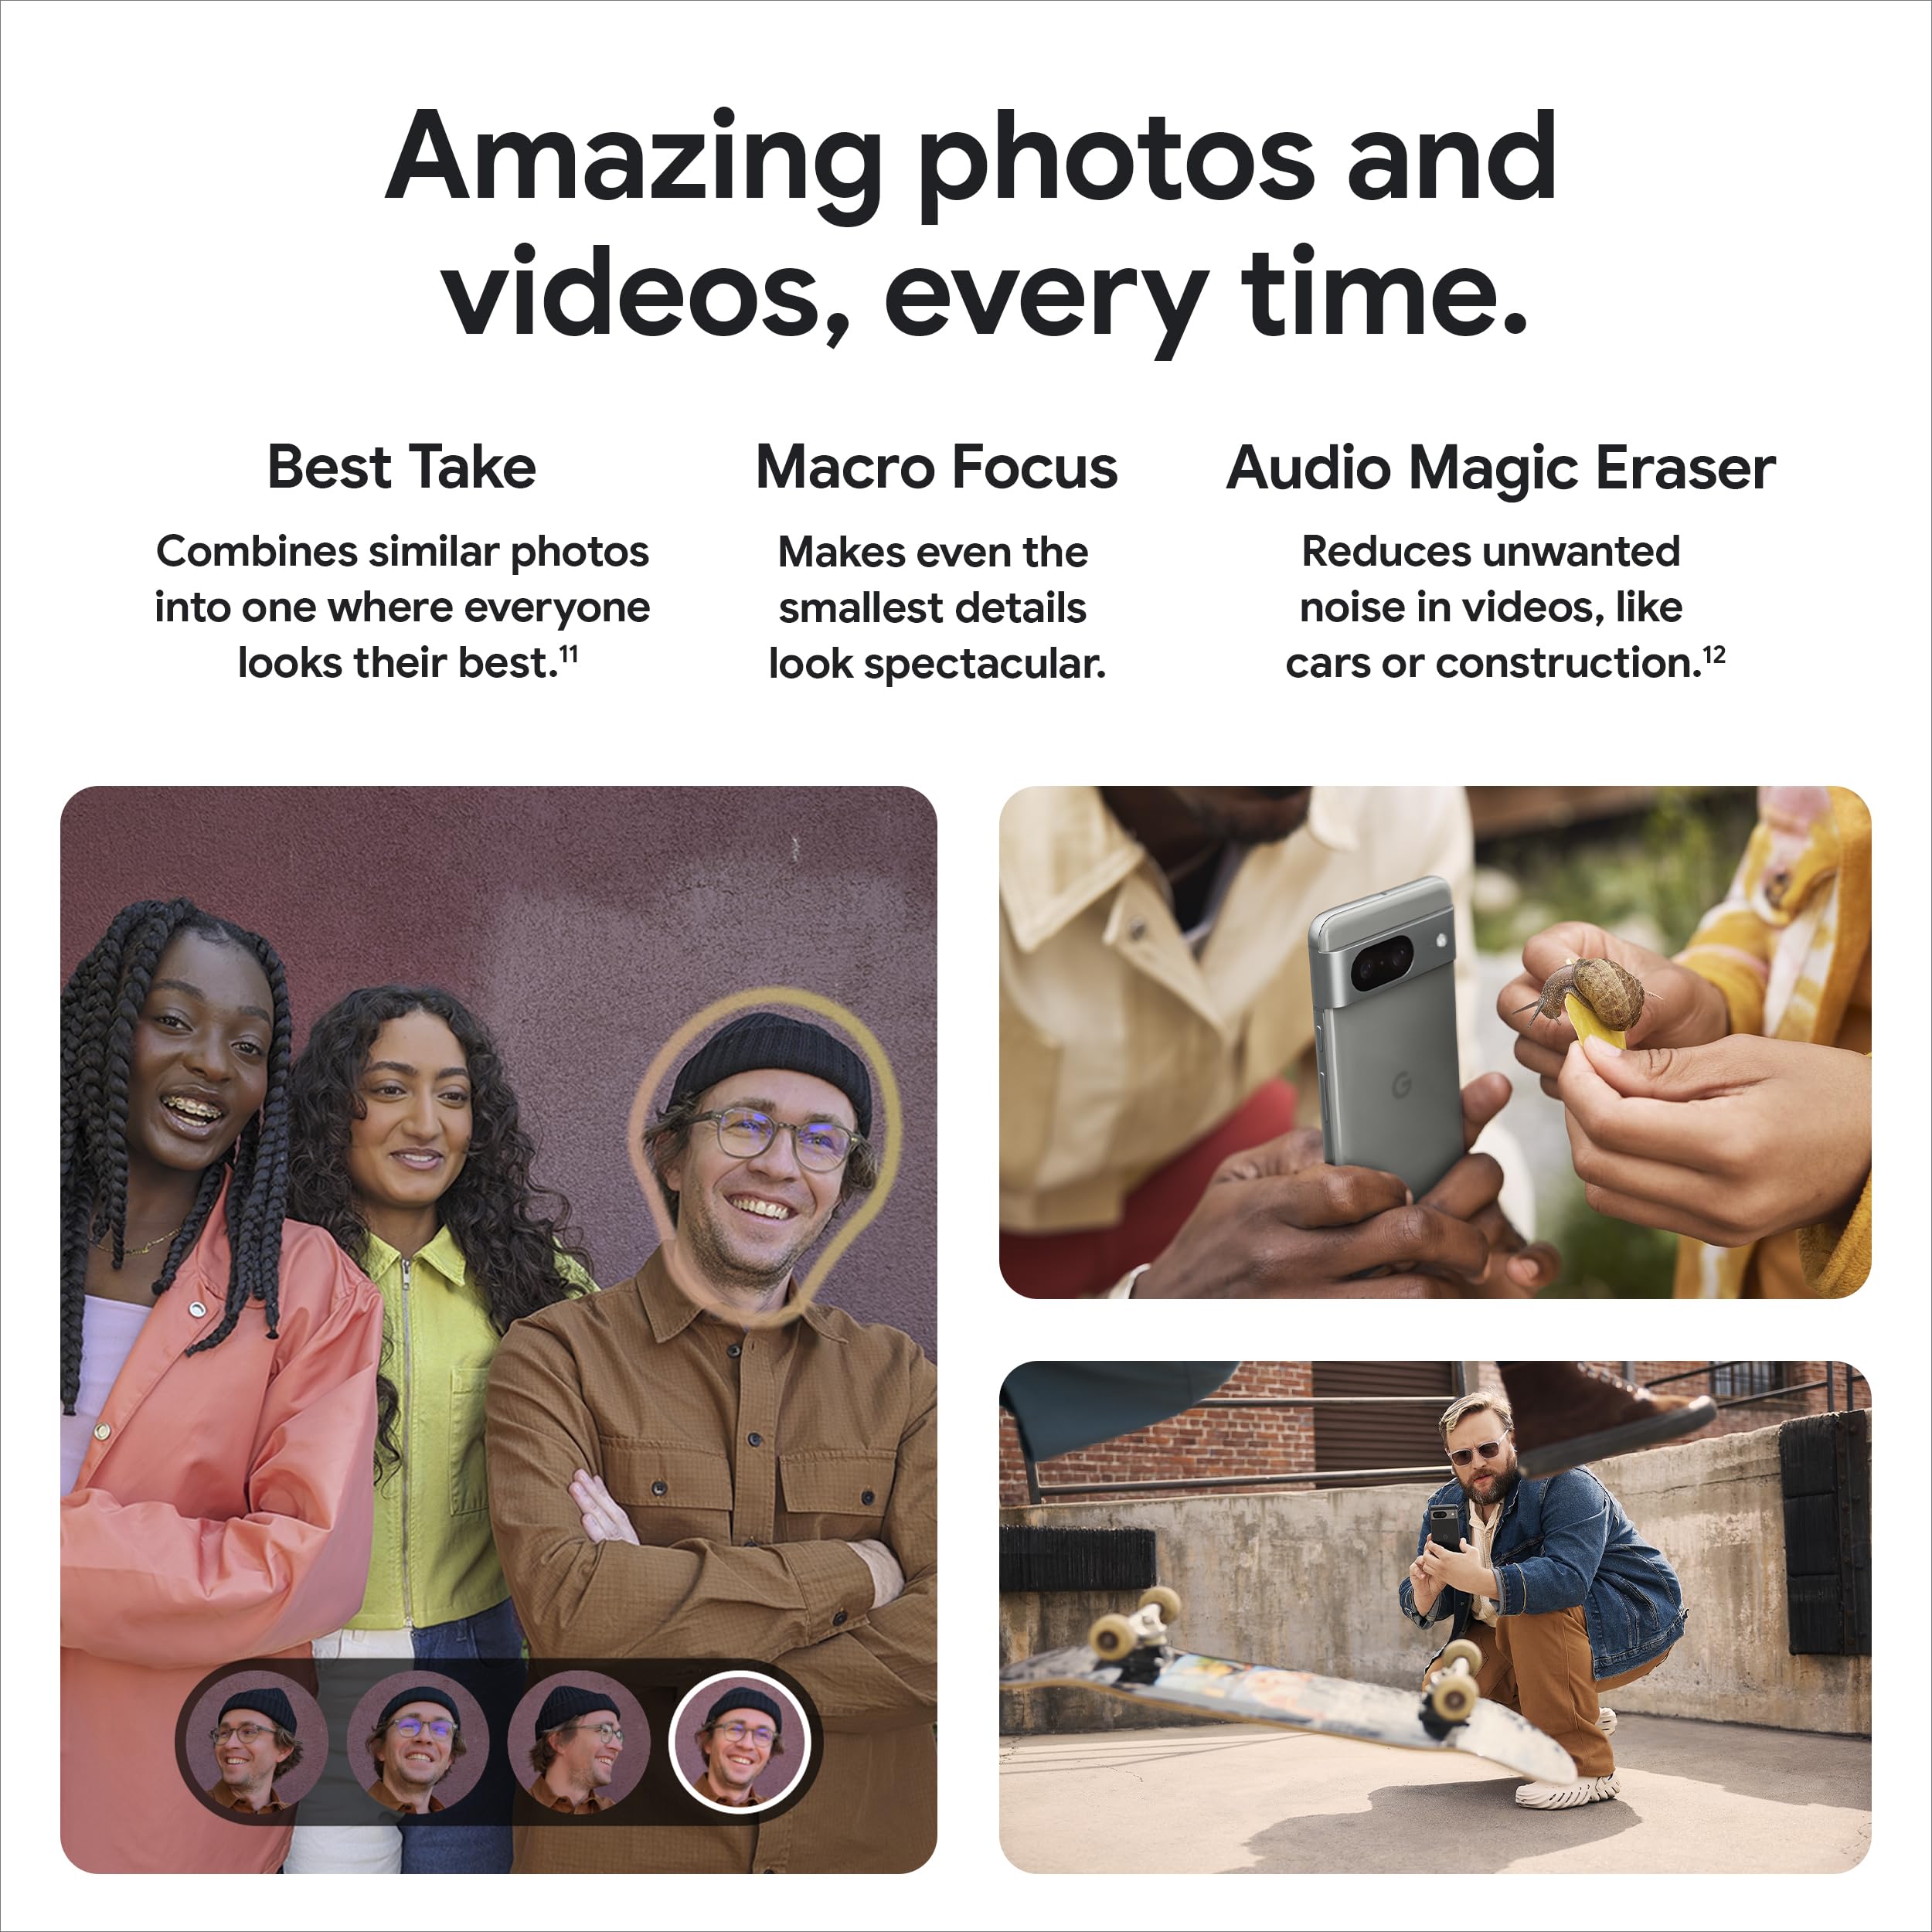 Amazing photos and
videos, every time.
Best Take
Combines similar photos
into one where everyone
looks their best.¹¹
Macro Focus
Makes even the
smallest details
look spectacular.
Audio Magic Eraser
Reduces unwanted
noise in videos, like
cars or construction.¹²
G